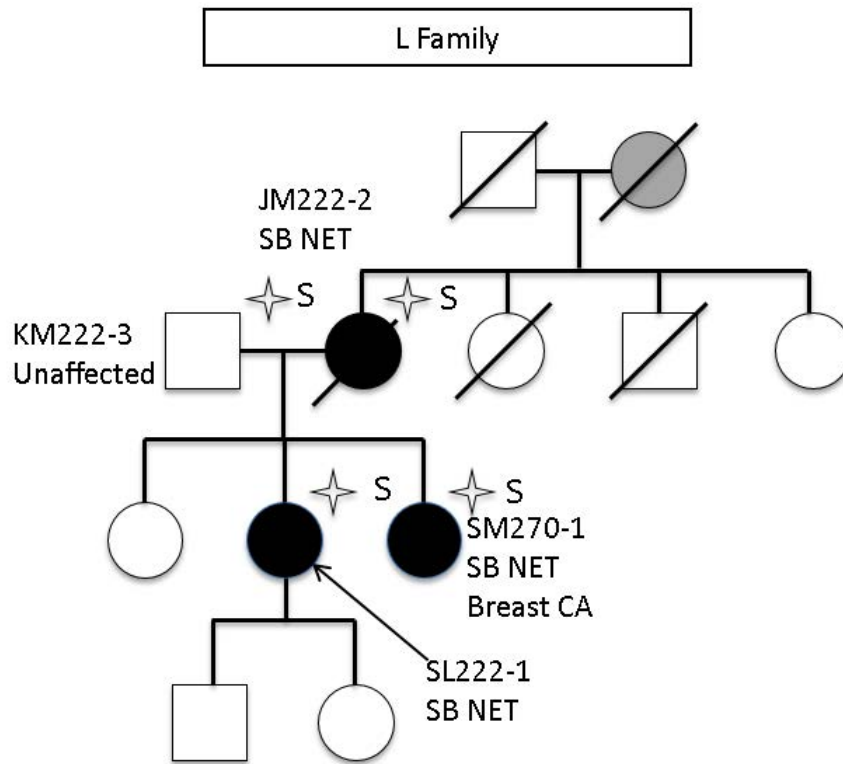 L Family
JM222-2
SB NET
S
S
KM222-3
Unaffected
S
S
SM270-1
SB NET
Breast CA
SL222-1
SB NET